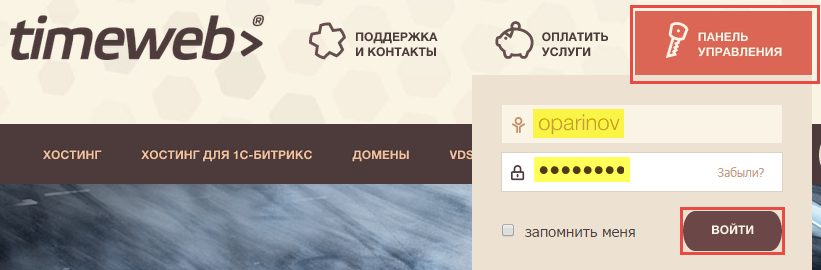 timeweb>®
ПОДДЕРЖКА
И КОНТАКТЫ
ОПЛАТИТЬ
УСЛУГИ
ПАНЕЛЬ
УПРАВЛЕНИЯ
oparinov
••••••••
Забыли?
запомнить меня
ВОЙТИ
ХОСТИНГ ХОСТИНГ ДЛЯ 1С-БИТРИКС ДОМЕНЫ VDS